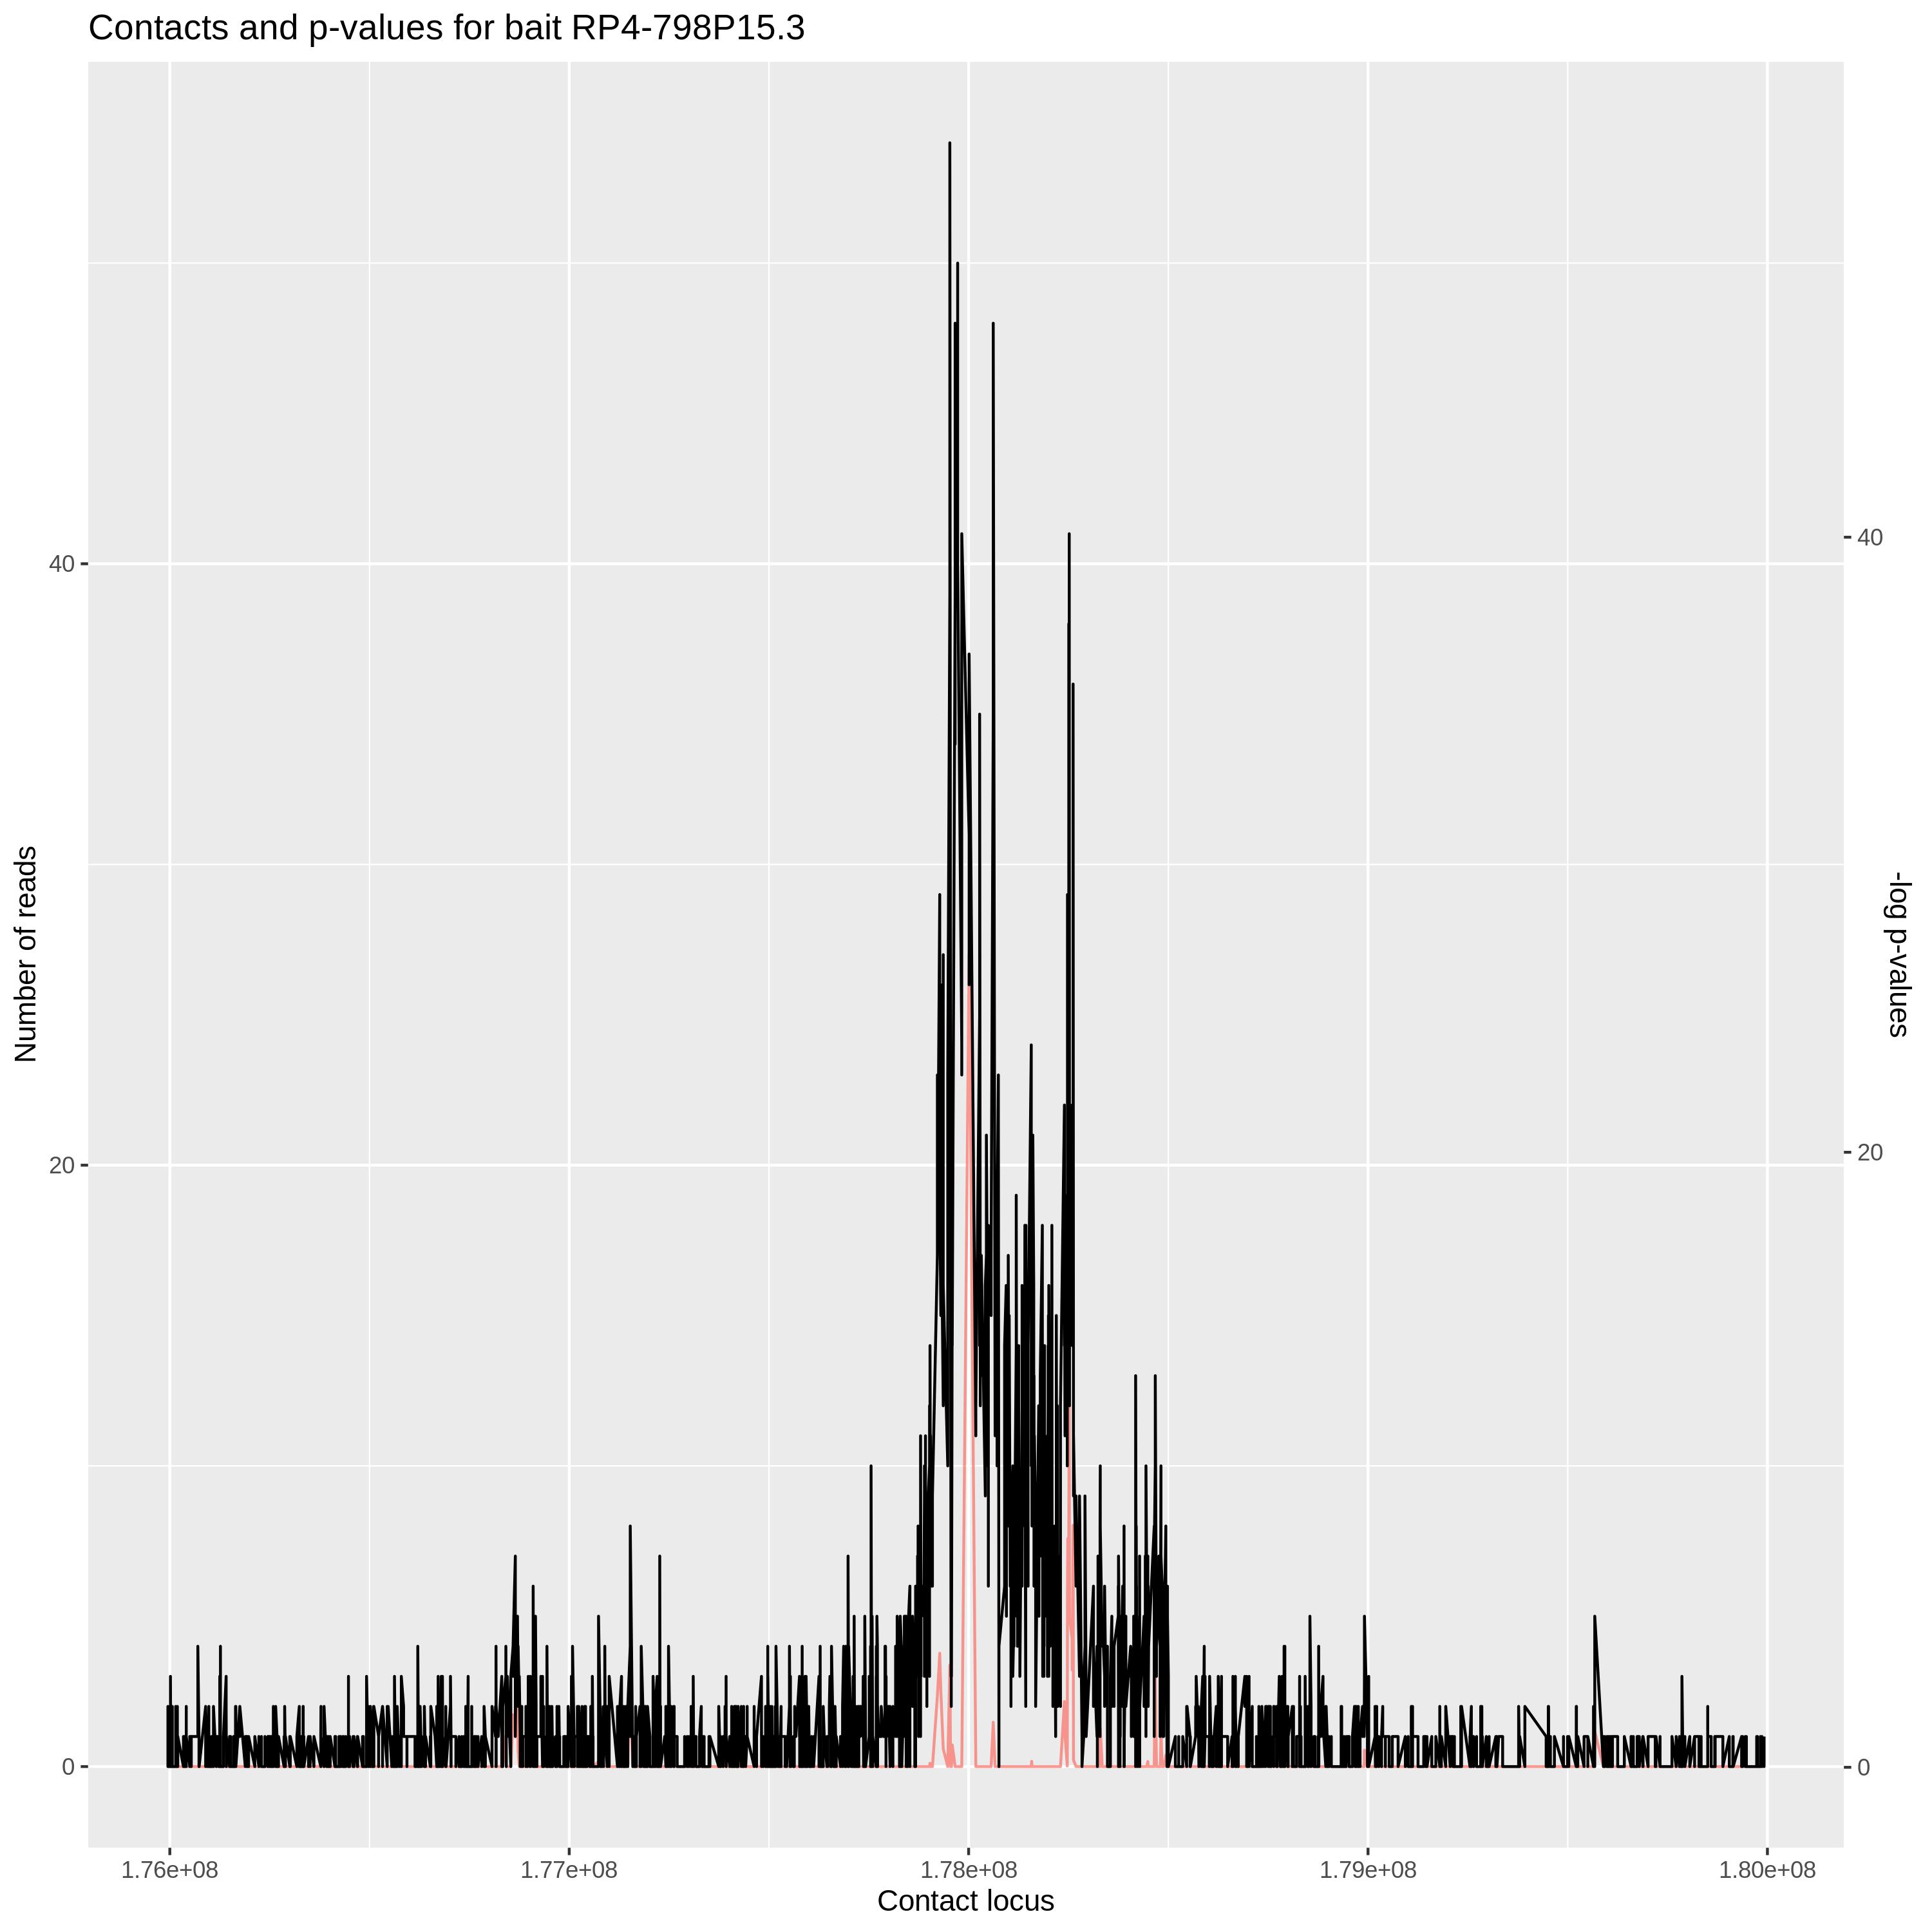 Contacts and p-values for bait RP4-798P15.3
Number of reads
40
20
0
40
20
0
-log p-values
1.76e+08
1.77e+08
1.78e+08
1.79e+08
1.80e+08
Contact locus